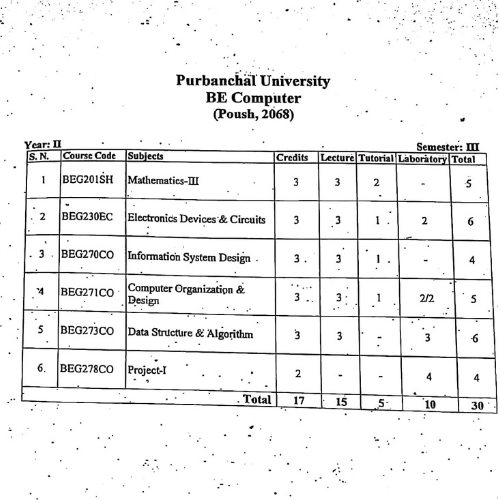 Purbanchal University
BE Computer
(Poush, 2068)
Year: II Semester: III
S. N. Course Code Subjects Credits Lecture Tutorial Laboratory Total
1 BEG201SH Mathematics-III 3 3 2 - 5
2 BEG230EC Electronics Devices & Circuits 3 3 1 2 6
3 BEG270CO Information System Design 3 3 1 - 4
4 BEG271CO Computer Organization & Design 3 3 1 2/2 5
5 BEG273CO Data Structure & Algorithm 3 3 - 3 6
6. BEG278CO Project-I 2 - - 4 4
Total 17 15 5 10 30